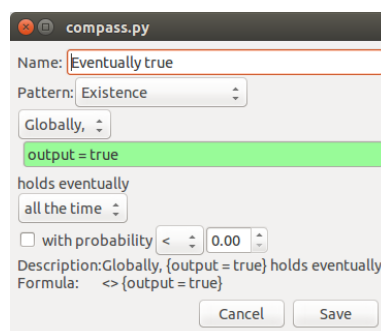 compass.py
Name: Eventually true
Pattern: Existence
Globally,
output = true
holds eventually
all the time
with probability < 0.00
Description:Globally, {output = true} holds eventually
Formula: <> {output = true}
Cancel Save